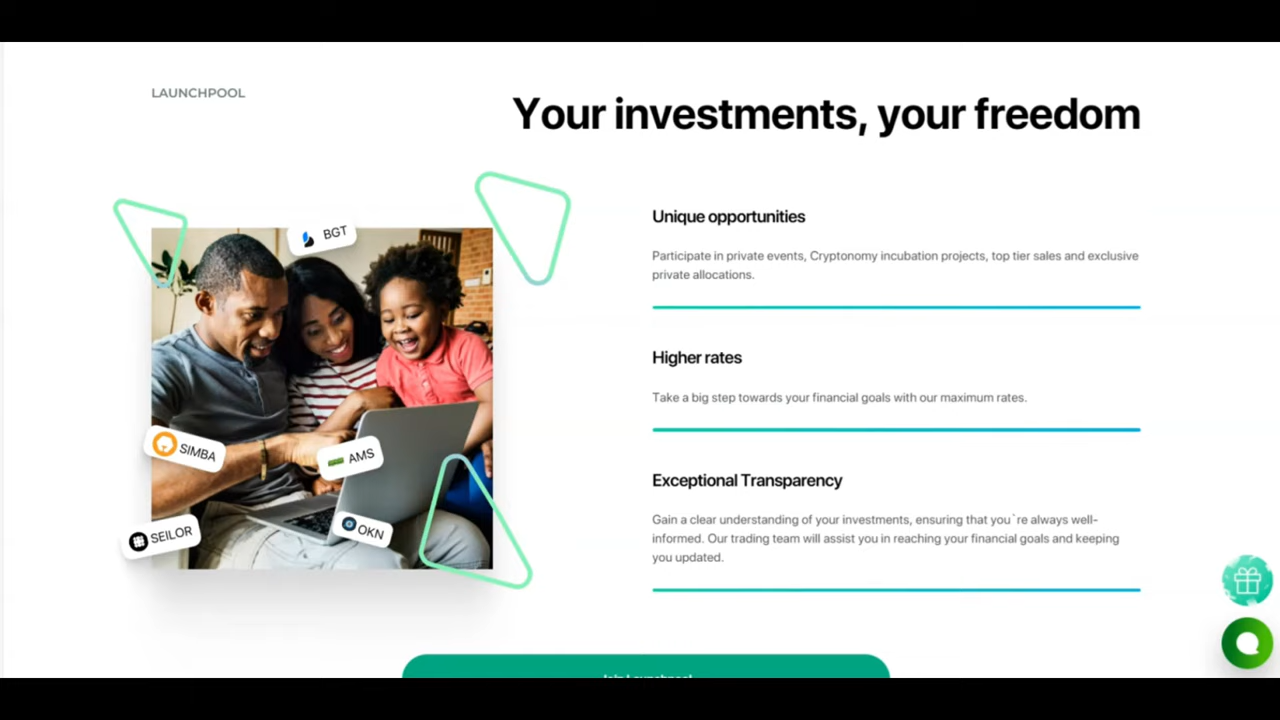 LAUNCHPOOL
Your investments, your freedom
BGT
SIMBA
AMS
SEILOR
OKN
Unique opportunities
Participate in private events, Cryptonomy incubation projects, top tier sales and exclusive
private allocations.
Higher rates
Take a big step towards your financial goals with our maximum rates.
Exceptional Transparency
Gain a clear understanding of your investments, ensuring that you`re always well-
informed. Our trading team will assist you in reaching your financial goals and keeping
you updated.
Join Launchpool